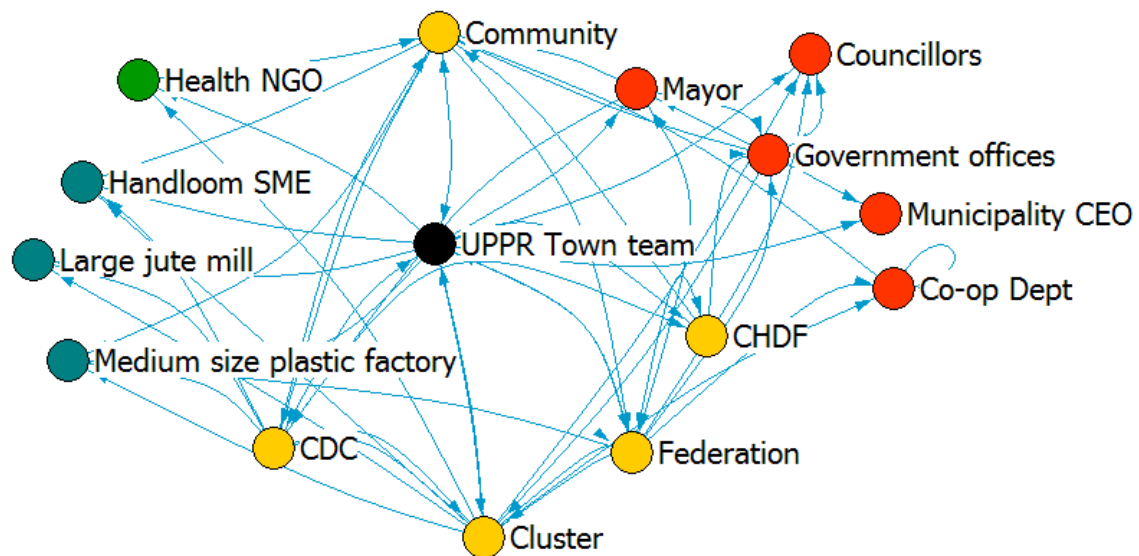 Community
Councillors
Health NGO
Mayor
Government offices
Handloom SME
Municipality CEO
UPPR Town team
Large jute mill
Co-op Dept
CHDF
Medium size plastic factory
CDC
Federation
Cluster